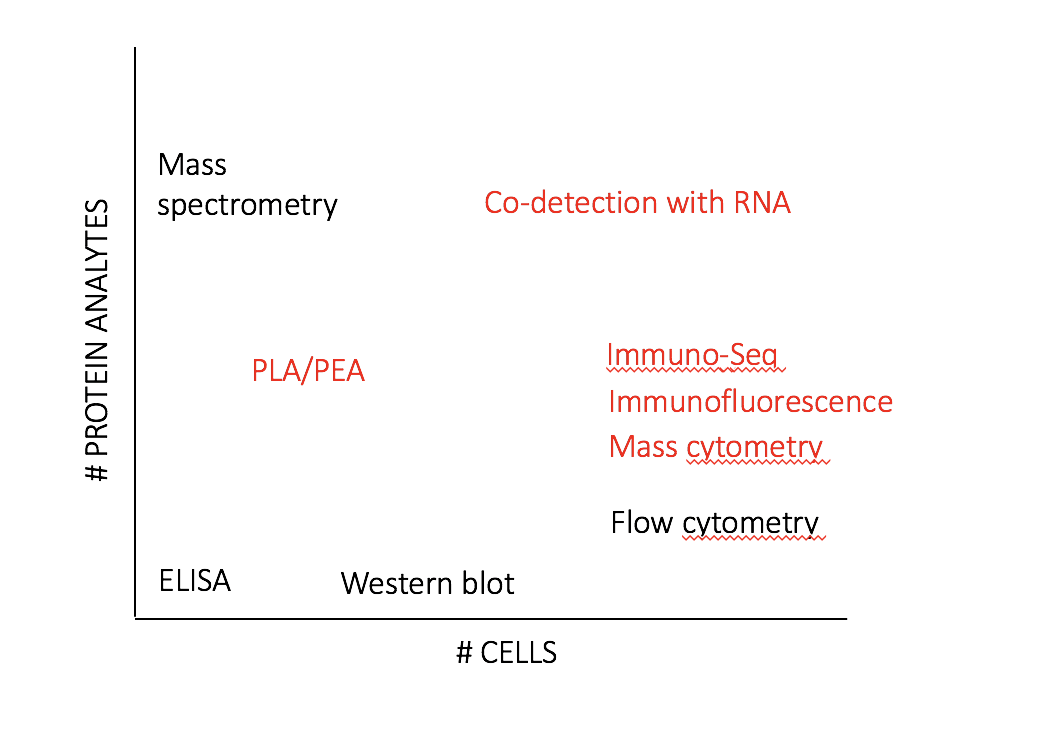 Mass
spectrometry
Co-detection with RNA
# PROTEIN ANALYTES
PLA/PEA
Immuno-Seq
Immunofluorescence
Mass cytometry
Flow cytometry
ELISA
Western blot
# CELLS